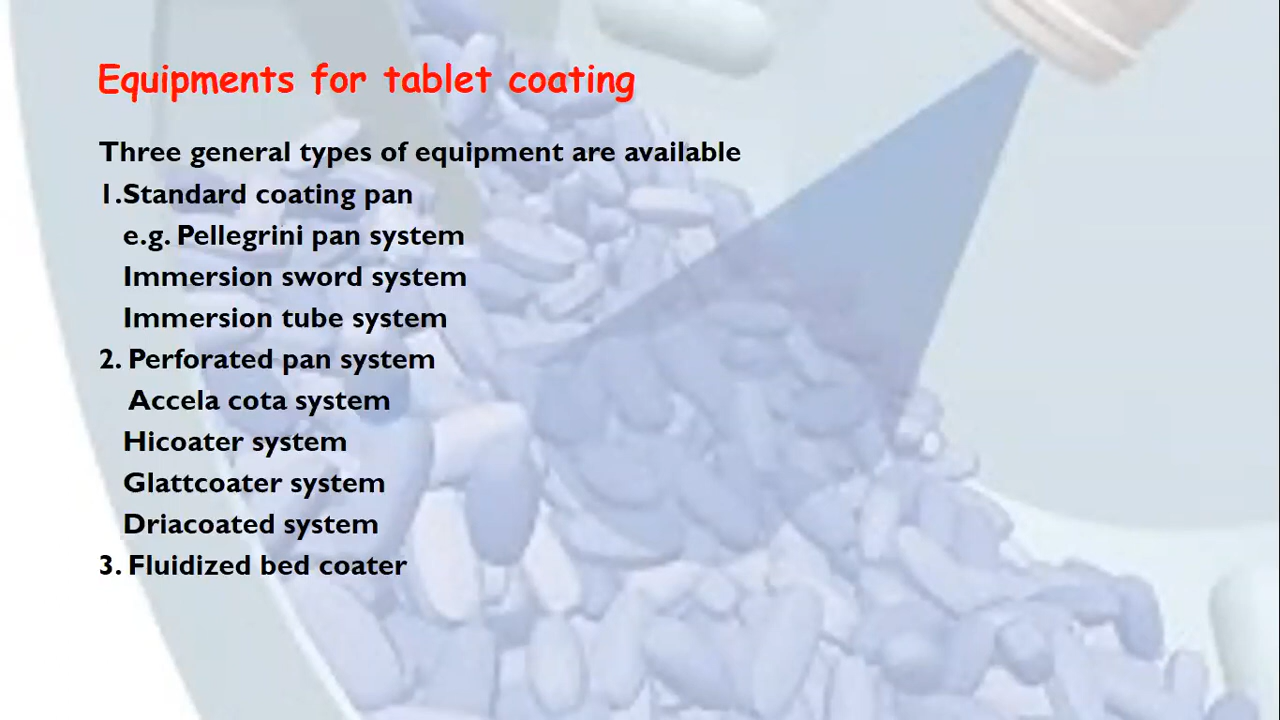 Equipments for tablet coating
Three general types of equipment are available
1.Standard coating pan
e.g. Pellegrini pan system
Immersion sword system
Immersion tube system
2. Perforated pan system
Accela cota system
Hicoater system
Glattcoater system
Driacoated system
3. Fluidized bed coater